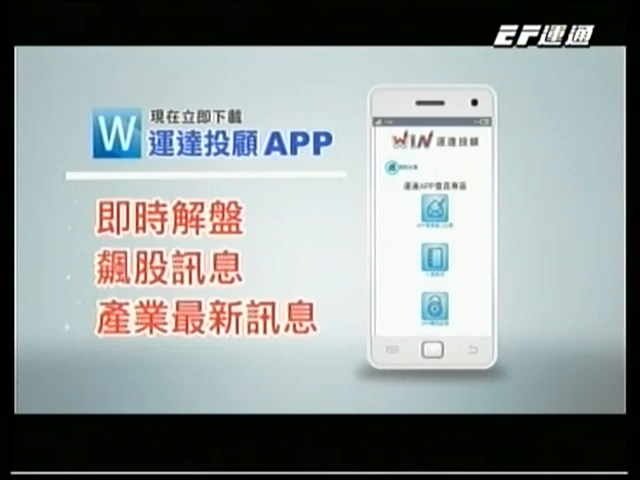 EF運通
W
現在立即下載
運達投顧 APP
即時解盤
飆股訊息
產業最新訊息
WIN 運達投顧
運達APP會員專區